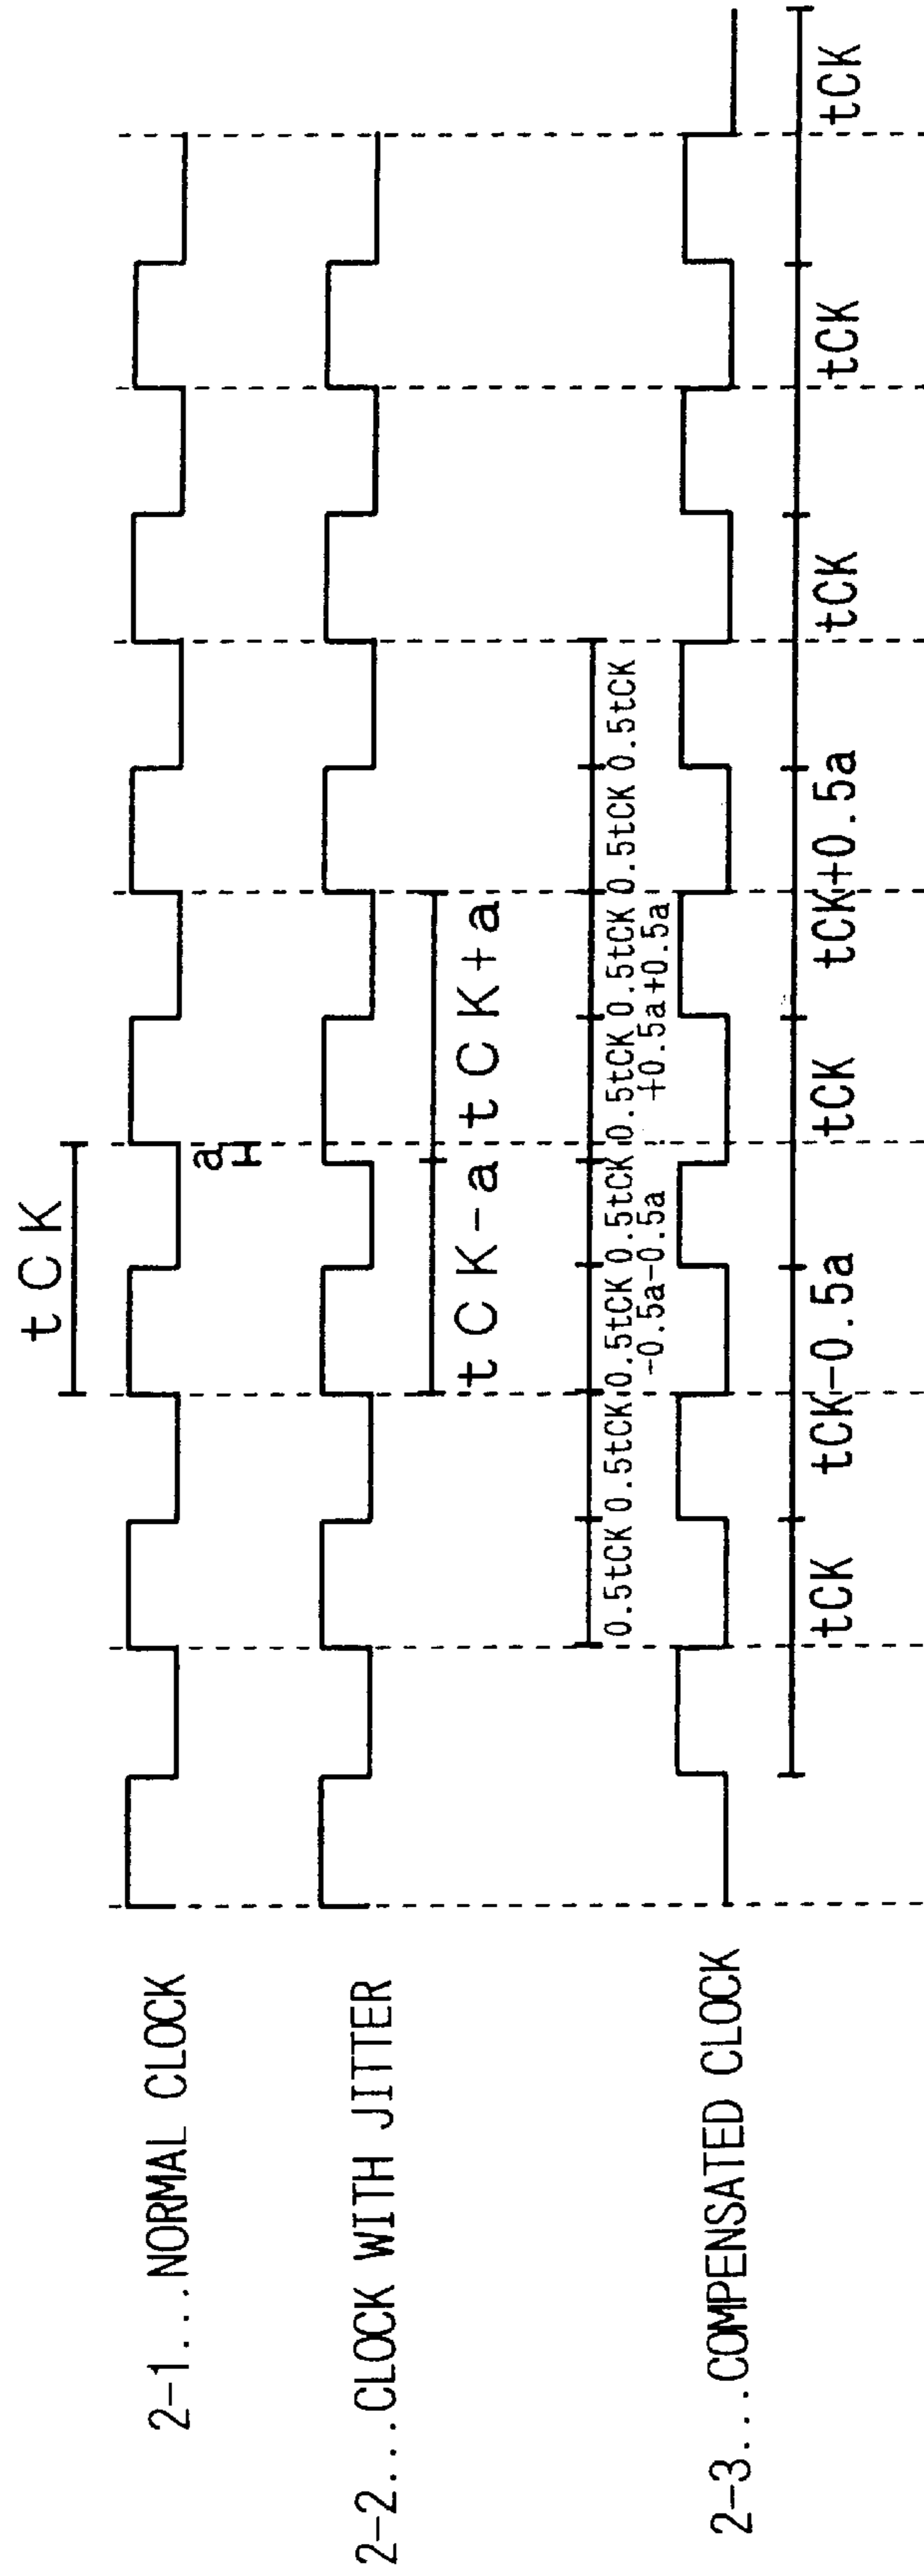 tCK
2-1...NORMAL CLOCK
a
2-2...CLOCK WITH JITTER
tCK-a tCK+a
0.5tCK 0.5tCK 0.5tCK 0.5tCK 0.5tCK 0.5tCK 0.5tCK 0.5tCK
-0.5a -0.5a +0.5a +0.5a
2-3...COMPENSATED CLOCK
tCK tCK-0.5a tCK tCK+0.5a tCK tCK tCK